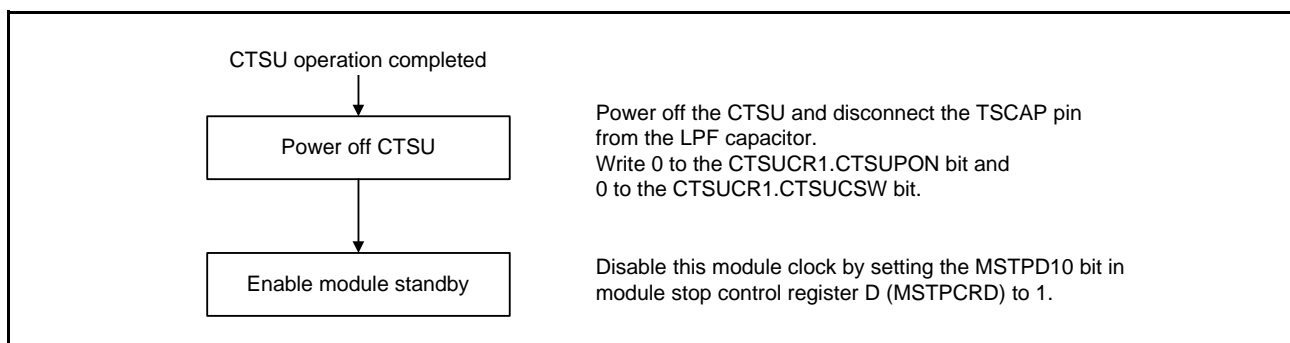 CTSU operation completed
Power off CTSU
Power off the CTSU and disconnect the TSCAP pin
from the LPF capacitor.
Write 0 to the CTSUCR1.CTSUPON bit and
0 to the CTSUCR1.CTSUCSW bit.
Enable module standby
Disable this module clock by setting the MSTPD10 bit in
module stop control register D (MSTPCRD) to 1.